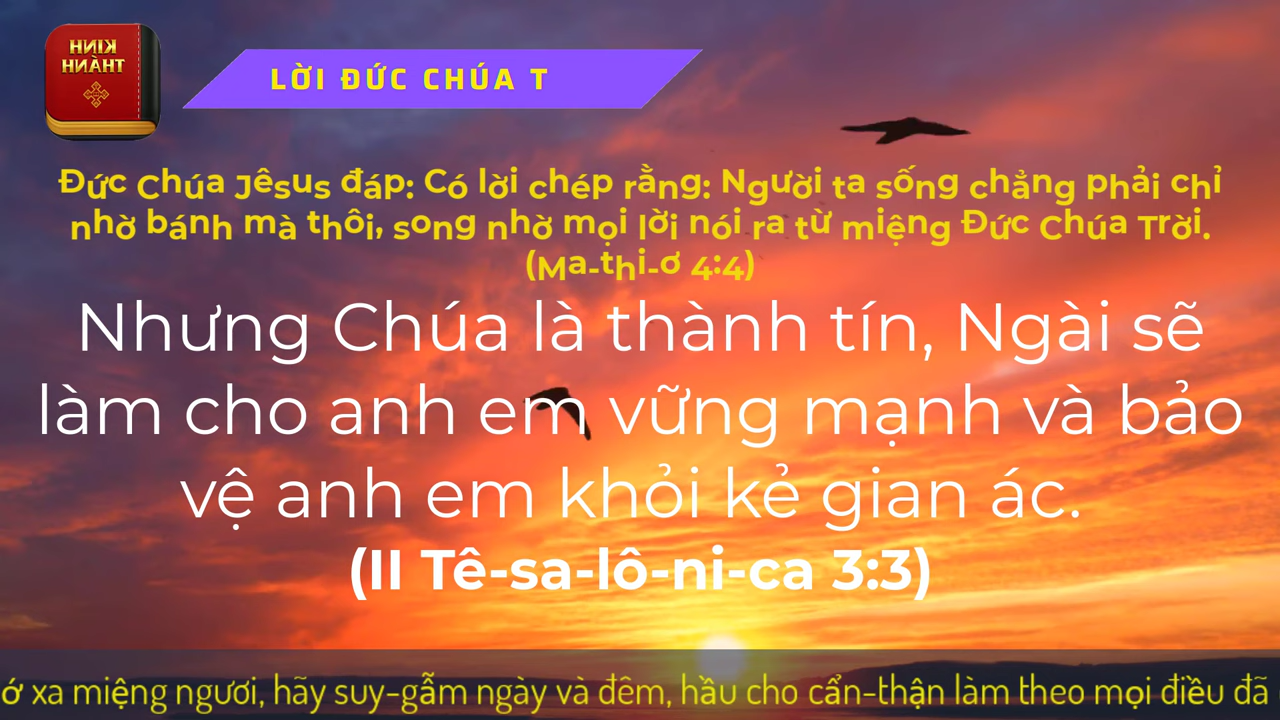 KINH
THÁNH
LỜI ĐỨC CHÚA T
Đức Chúa Jêsus đáp: Có lời chép rằng: Người ta sống chẳng phải chỉ
nhờ bánh mà thôi, song nhờ mọi lời nói ra từ miệng Đức Chúa Trời.
(Ma-thi-ơ 4:4)
Nhưng Chúa là thành tín, Ngài sẽ
làm cho anh em vững mạnh và bảo
vệ anh em khỏi kẻ gian ác.
(II Tê-sa-lô-ni-ca 3:3)
ớ xa miệng ngươi, hãy suy-gẫm ngày và đêm, hầu cho cẩn-thận làm theo mọi điều đã